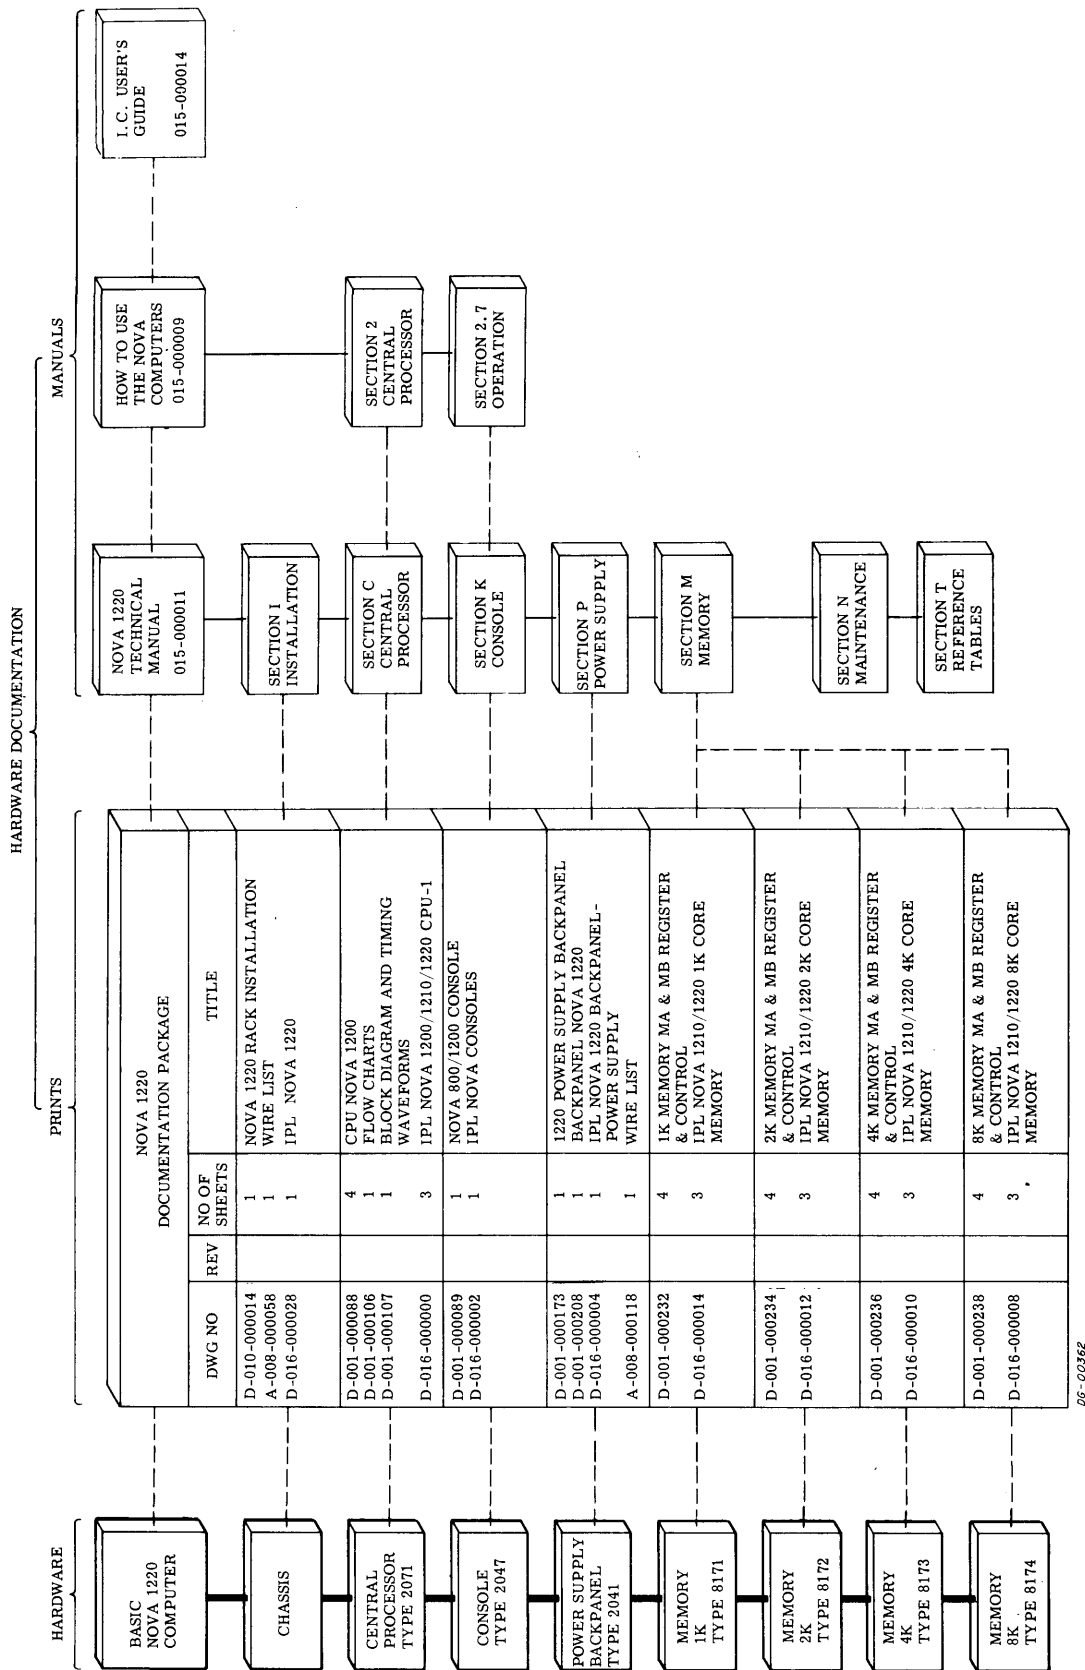 HARDWARE DOCUMENTATION
HARDWARE
PRINTS
MANUALS
BASIC
NOVA 1220
COMPUTER
CHASSIS
CENTRAL
PROCESSOR
TYPE 2071
CONSOLE
TYPE 2047
POWER SUPPLY
BACKPANEL
TYPE 2041
MEMORY
1K
TYPE 8171
MEMORY
2K
TYPE 8172
MEMORY
4K
TYPE 8173
MEMORY
8K
TYPE 8174
NOVA 1220
DOCUMENTATION PACKAGE
DWG NO REV NO OF SHEETS TITLE
D-010-000014 1 NOVA 1220 RACK INSTALLATION
A-008-000058 1 WIRE LIST
D-016-000028 1 IPL NOVA 1220
D-001-000088 4 CPU NOVA 1200
D-001-000106 1 FLOW CHARTS
D-001-000107 1 BLOCK DIAGRAM AND TIMING
WAVEFORMS
D-016-000000 3 IPL NOVA 1200/1210/1220 CPU-1
D-001-000089 1 NOVA 800/1200 CONSOLE
D-016-000002 1 IPL NOVA CONSOLES
D-001-000173 1 1220 POWER SUPPLY BACKPANEL
D-001-000208 1 BACKPANEL NOVA 1220
D-016-000004 1 IPL NOVA 1220 BACKPANEL-
POWER SUPPLY
A-008-000118 1 WIRE LIST
D-001-000232 4 1K MEMORY MA & MB REGISTER
& CONTROL
D-016-000014 3 IPL NOVA 1210/1220 1K CORE
MEMORY
D-001-000234 4 2K MEMORY MA & MB REGISTER
& CONTROL
D-016-000012 3 IPL NOVA 1210/1220 2K CORE
MEMORY
D-001-000236 4 4K MEMORY MA & MB REGISTER
& CONTROL
D-016-000010 3 IPL NOVA 1210/1220 4K CORE
MEMORY
D-001-000238 4 8K MEMORY MA & MB REGISTER
& CONTROL
D-016-000008 3 IPL NOVA 1210/1220 8K CORE
MEMORY
NOVA 1220
TECHNICAL
MANUAL
015-000011
SECTION I
INSTALLATION
SECTION C
CENTRAL
PROCESSOR
SECTION K
CONSOLE
SECTION P
POWER SUPPLY
SECTION M
MEMORY
SECTION N
MAINTENANCE
SECTION T
REFERENCE
TABLES
HOW TO USE
THE NOVA
COMPUTERS
015-000009
SECTION 2
CENTRAL
PROCESSOR
SECTION 2.7
OPERATION
I.C. USER'S
GUIDE
015-000014
DG-00362